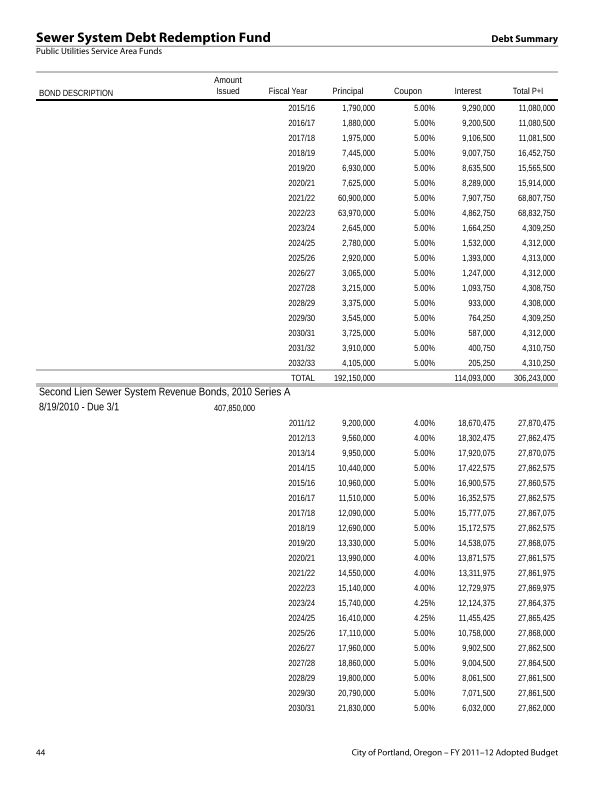 Sewer System Debt Redemption Fund Debt Summary
Public Utilities Service Area Funds
Amount
BOND DESCRIPTION Issued Fiscal Year Principal Coupon Interest Total P+I
2015/16 1,790,000 5.00% 9,290,000 11,080,000
2016/17 1,880,000 5.00% 9,200,500 11,080,500
2017/18 1,975,000 5.00% 9,106,500 11,081,500
2018/19 7,445,000 5.00% 9,007,750 16,452,750
2019/20 6,930,000 5.00% 8,635,500 15,565,500
2020/21 7,625,000 5.00% 8,289,000 15,914,000
2021/22 60,900,000 5.00% 7,907,750 68,807,750
2022/23 63,970,000 5.00% 4,862,750 68,832,750
2023/24 2,645,000 5.00% 1,664,250 4,309,250
2024/25 2,780,000 5.00% 1,532,000 4,312,000
2025/26 2,920,000 5.00% 1,393,000 4,313,000
2026/27 3,065,000 5.00% 1,247,000 4,312,000
2027/28 3,215,000 5.00% 1,093,750 4,308,750
2028/29 3,375,000 5.00% 933,000 4,308,000
2029/30 3,545,000 5.00% 764,250 4,309,250
2030/31 3,725,000 5.00% 587,000 4,312,000
2031/32 3,910,000 5.00% 400,750 4,310,750
2032/33 4,105,000 5.00% 205,250 4,310,250
TOTAL 192,150,000 114,093,000 306,243,000
Second Lien Sewer System Revenue Bonds, 2010 Series A
8/19/2010 - Due 3/1 407,850,000
2011/12 9,200,000 4.00% 18,670,475 27,870,475
2012/13 9,560,000 4.00% 18,302,475 27,862,475
2013/14 9,950,000 5.00% 17,920,075 27,870,075
2014/15 10,440,000 5.00% 17,422,575 27,862,575
2015/16 10,960,000 5.00% 16,900,575 27,860,575
2016/17 11,510,000 5.00% 16,352,575 27,862,575
2017/18 12,090,000 5.00% 15,777,075 27,867,075
2018/19 12,690,000 5.00% 15,172,575 27,862,575
2019/20 13,330,000 5.00% 14,538,075 27,868,075
2020/21 13,990,000 4.00% 13,871,575 27,861,575
2021/22 14,550,000 4.00% 13,311,975 27,861,975
2022/23 15,140,000 4.00% 12,729,975 27,869,975
2023/24 15,740,000 4.25% 12,124,375 27,864,375
2024/25 16,410,000 4.25% 11,455,425 27,865,425
2025/26 17,110,000 5.00% 10,758,000 27,868,000
2026/27 17,960,000 5.00% 9,902,500 27,862,500
2027/28 18,860,000 5.00% 9,004,500 27,864,500
2028/29 19,800,000 5.00% 8,061,500 27,861,500
2029/30 20,790,000 5.00% 7,071,500 27,861,500
2030/31 21,830,000 5.00% 6,032,000 27,862,000
44 City of Portland, Oregon – FY 2011–12 Adopted Budget